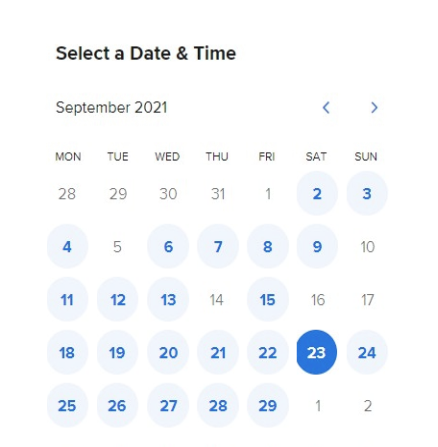 Select a Date & Time
September 2021
MON TUE WED THU FRI SAT SUN
28 29 30 31 1 2 3
4 5 6 7 8 9 10
11 12 13 14 15 16 17
18 19 20 21 22 23 24
25 26 27 28 29 1 2